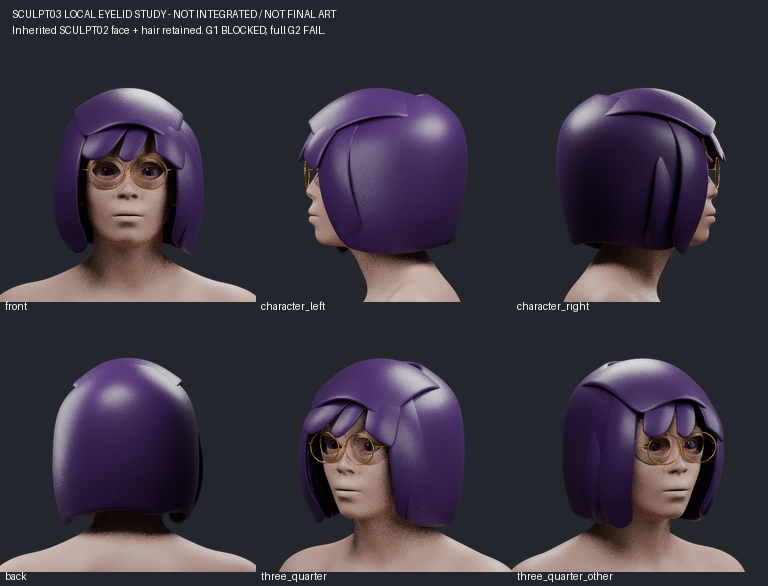 SCULPT03 LOCAL EYELID STUDY - NOT INTEGRATED / NOT FINAL ART
Inherited SCULPT02 face + hair retained. G1 BLOCKED; full G2 FAIL.
front
character_left
character_right
back
three_quarter
three_quarter_other